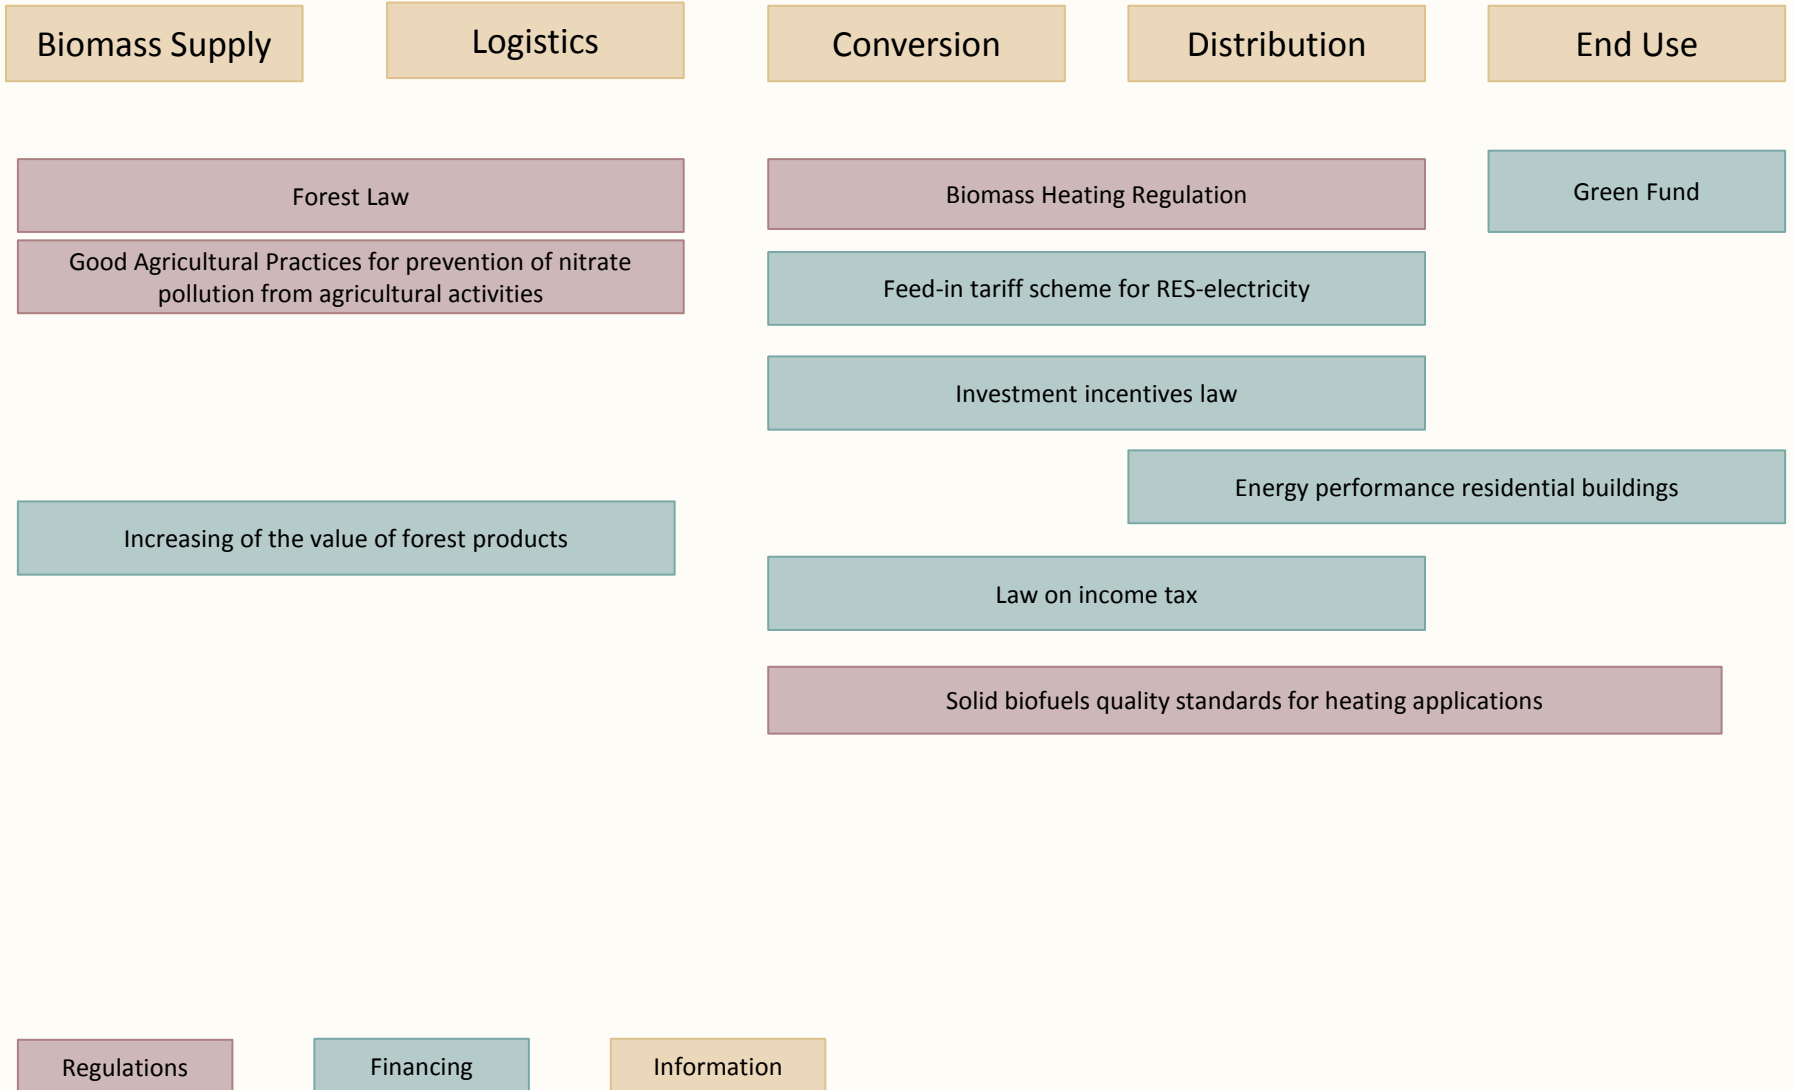 Biomass Supply
Logistics
Conversion
Distribution
End Use
Forest Law
Biomass Heating Regulation
Green Fund
Good Agricultural Practices for prevention of nitrate
pollution from agricultural activities
Feed-in tariff scheme for RES-electricity
Investment incentives law
Energy performance residential buildings
Increasing of the value of forest products
Law on income tax
Solid biofuels quality standards for heating applications
Regulations
Financing
Information